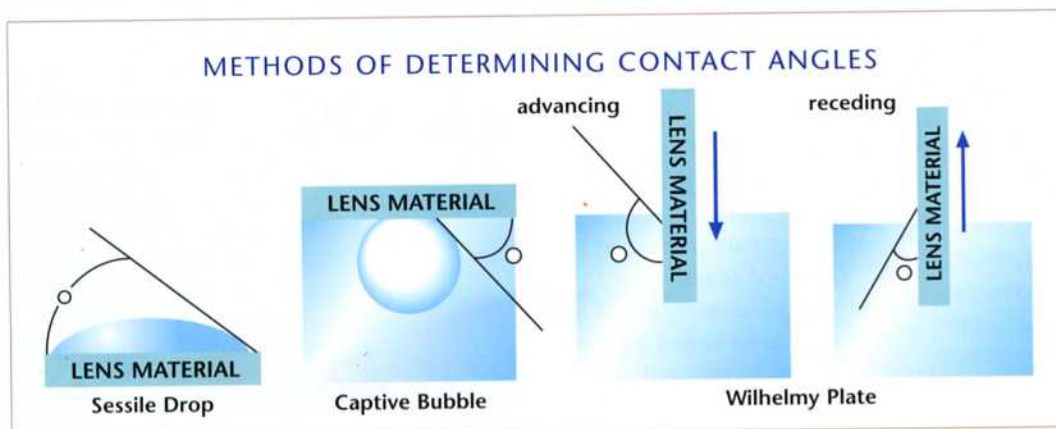 METHODS OF DETERMINING CONTACT ANGLES
advancing
receding
LENS MATERIAL
LENS MATERIAL
LENS MATERIAL
LENS MATERIAL
Sessile Drop
Captive Bubble
Wilhelmy Plate